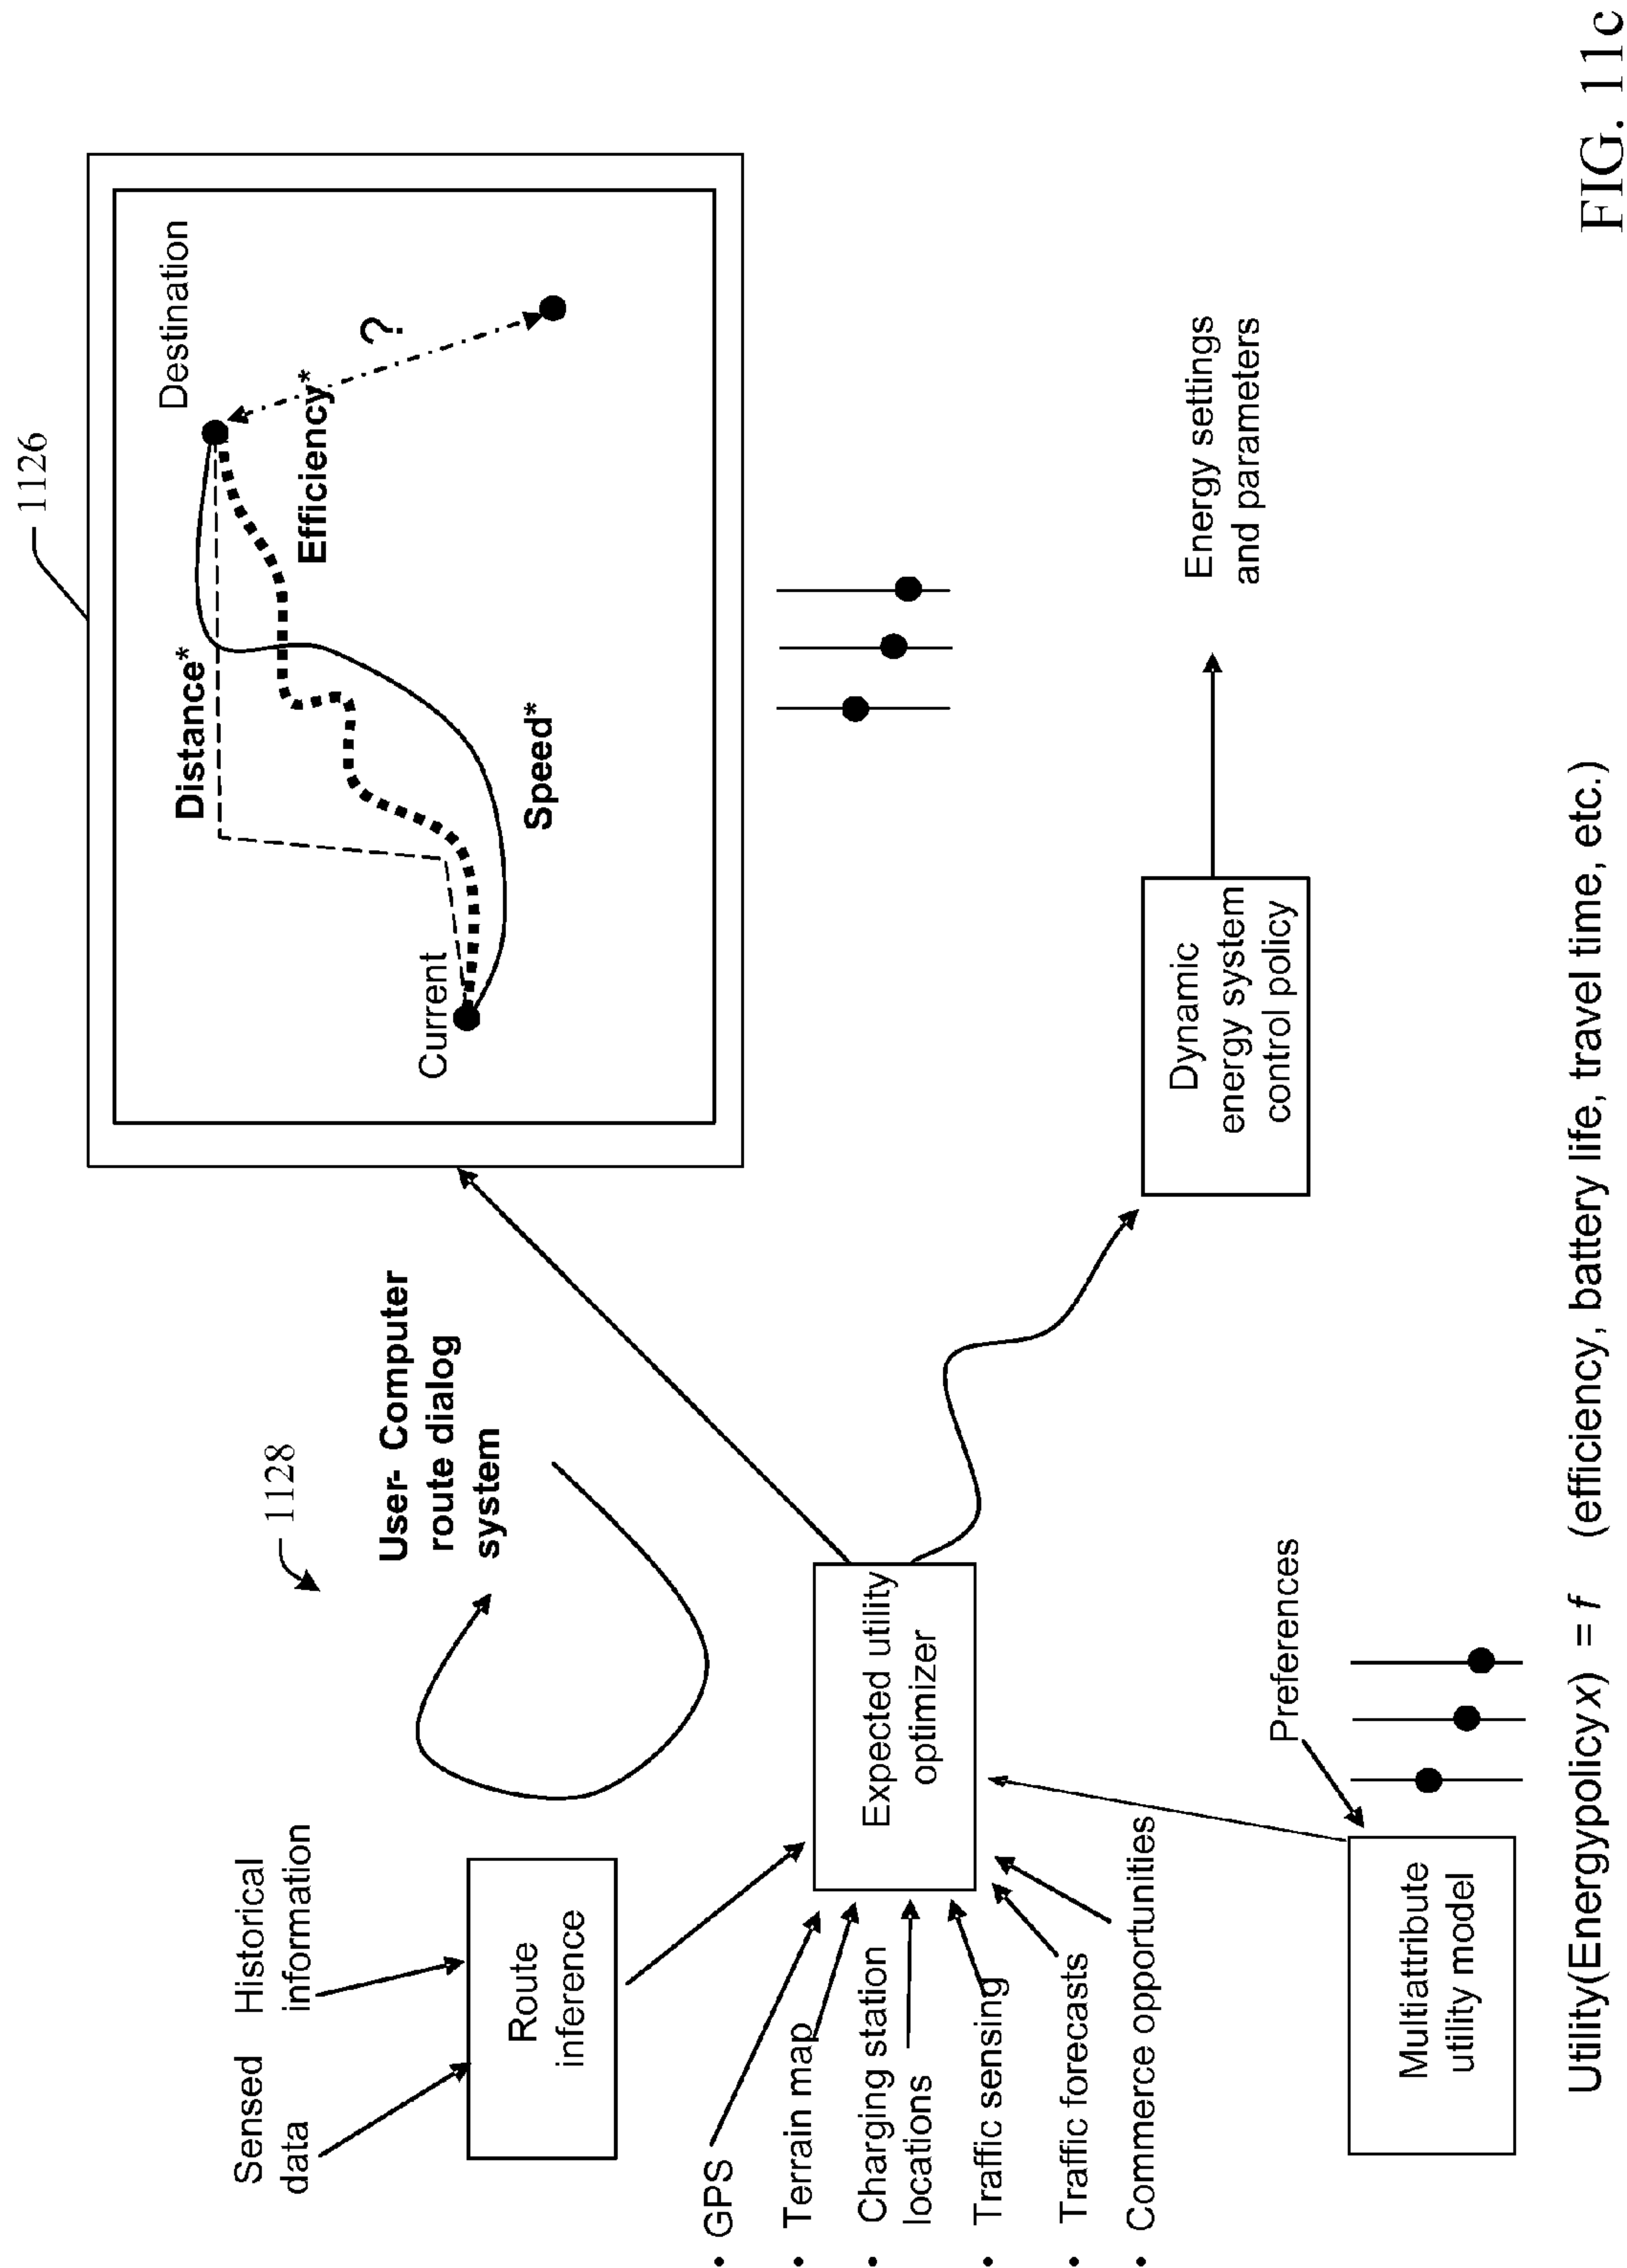 1126
Destination
Distance*
Efficiency*
?
Current
Speed*
1128
User- Computer
route dialog
system
Sensed
data
Historical
information
Route
inference
• GPS
• Terrain map
• Charging station
locations
• Traffic sensing
• Traffic forecasts
• Commerce opportunities
Expected utility
optimizer
Dynamic
energy system
control policy
Energy settings
and parameters
Preferences
Multiattribute
utility model
Utility(Energypolicy x) = f (efficiency, battery life, travel time, etc.)
FIG. 11c